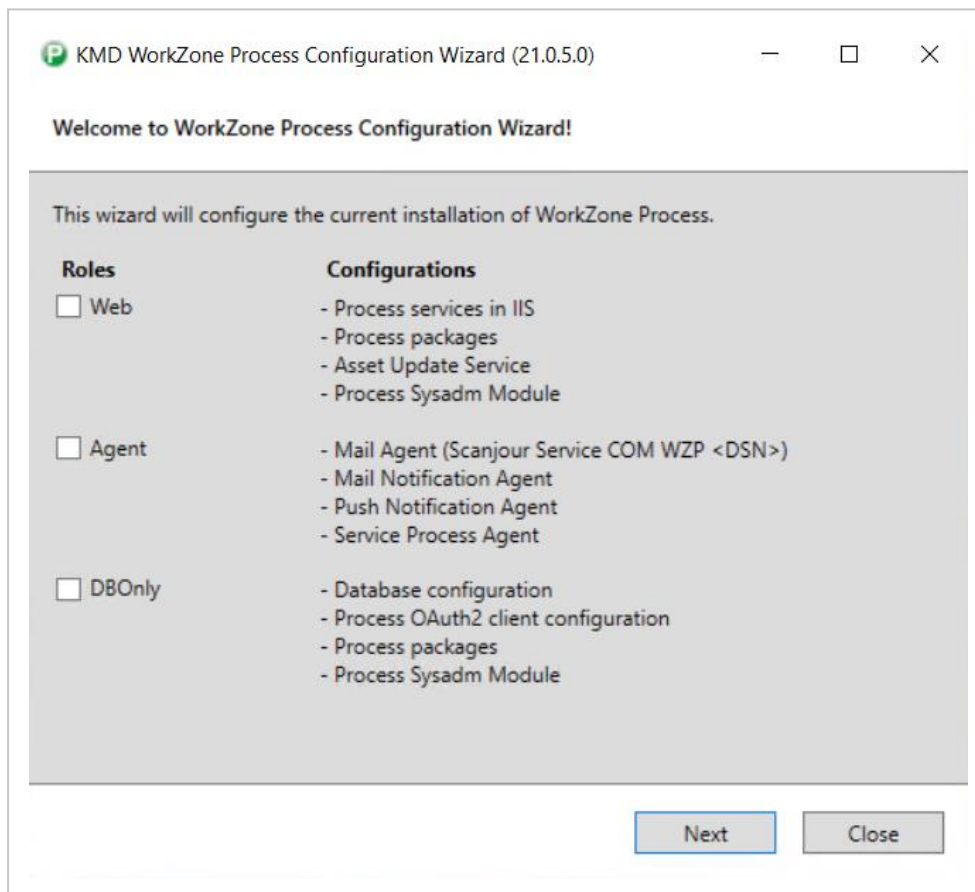 P KMD WorkZone Process Configuration Wizard (21.0.5.0)
Welcome to WorkZone Process Configuration Wizard!
This wizard will configure the current installation of WorkZone Process.
Roles Configurations
Web - Process services in IIS
- Process packages
- Asset Update Service
- Process Sysadm Module
Agent - Mail Agent (Scanjour Service COM WZP <DSN>)
- Mail Notification Agent
- Push Notification Agent
- Service Process Agent
DBOnly - Database configuration
- Process OAuth2 client configuration
- Process packages
- Process Sysadm Module
Next Close